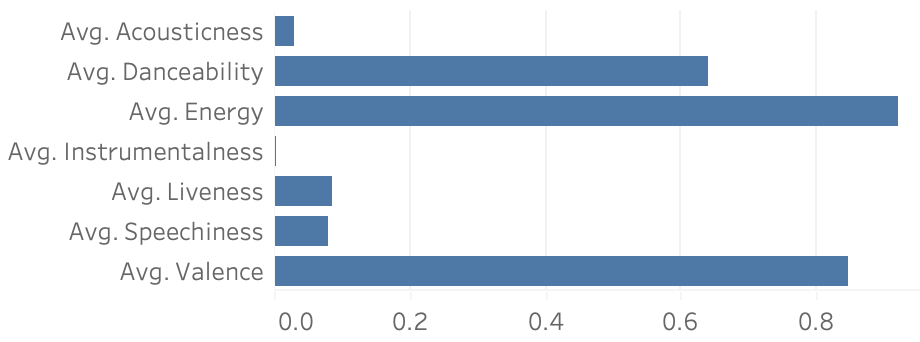 Avg. Acousticness
Avg. Danceability
Avg. Energy
Avg. Instrumentalness
Avg. Liveness
Avg. Speechiness
Avg. Valence
0.0 0.2 0.4 0.6 0.8